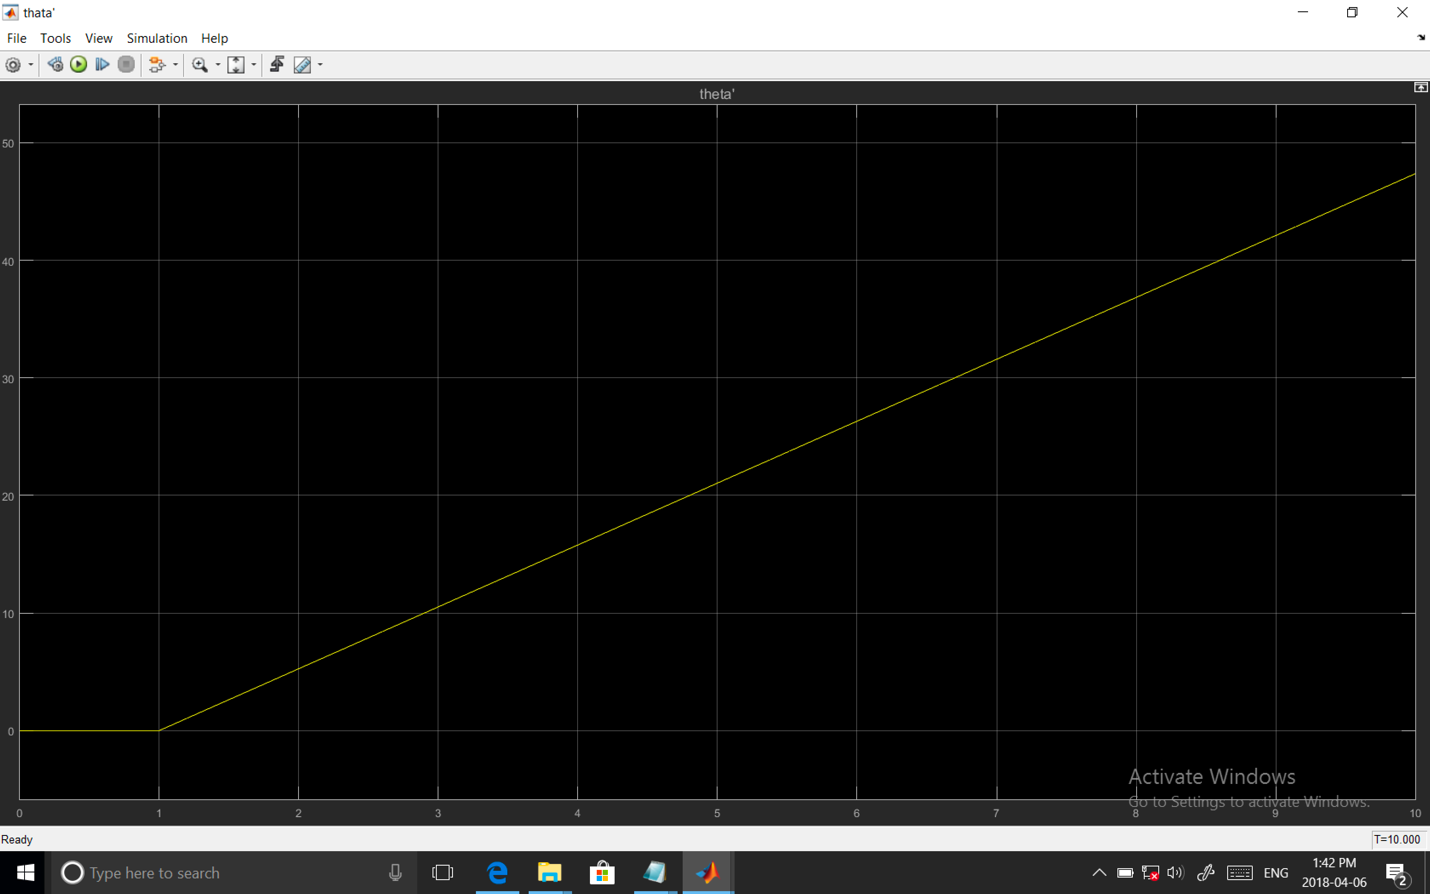 thata'
File Tools View Simulation Help
theta'
50
40
30
20
10
0
0 1 2 3 4 5 6 7 8 9 10
Activate Windows
Go to Settings to activate Windows.
Ready
T=10.000
Type here to search
ENG
1:42 PM
2018-04-06
2